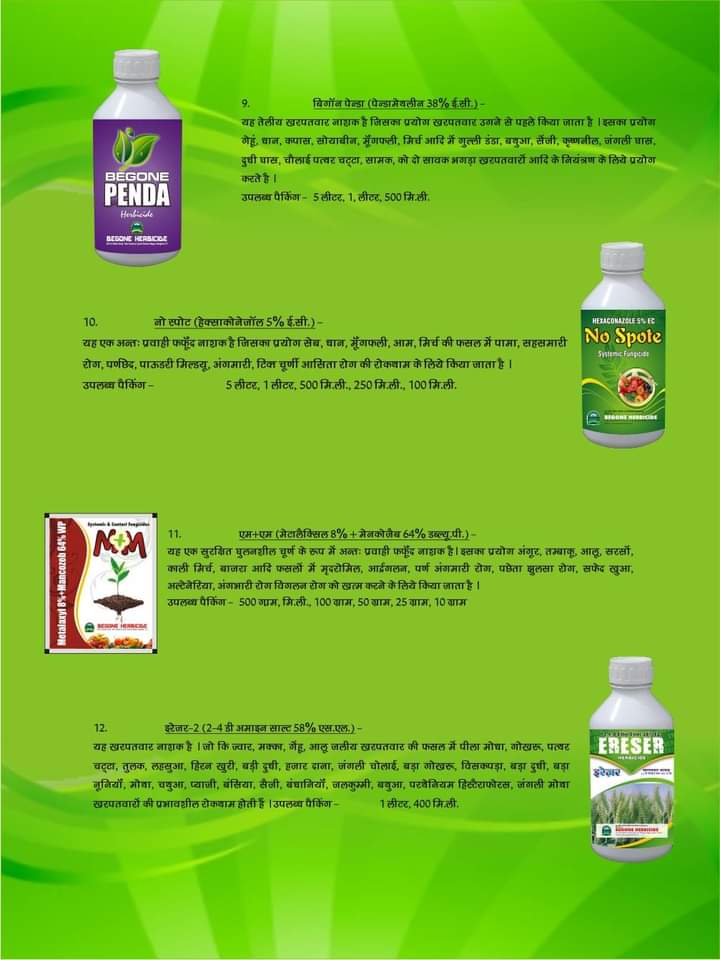 9. बिगॉन पेन्डा (पेन्डामेथलीन 38% ई.सी.) –
यह तेलीय खरपतवार नाशक है जिसका प्रयोग खरपतवार उगने से पहले किया जाता है । इसका प्रयोग
गेहूं, धान, कपास, सोयाबीन, मूँगफली, मिर्च आदि में गुल्ली डंडा, बथुआ, सैंनी, कृष्णनील, जंगली घास,
दुधी घास, चौलाई पत्थर चट्टा, सामक, को दो सावक भगड़ा खरपतवारों आदि के नियंत्रण के लिये प्रयोग
करते है ।
उपलब्ध पैकिंग – 5 लीटर, 1, लीटर, 500 मि.ली.
BEGONE
PENDA
Herbicide
BEGONE HERBICIDE
10. नो स्पोट (हेक्साकोनेजॉल 5% ई.सी.) –
यह एक अन्तः प्रवाही फफूँद नाशक है जिसका प्रयोग सेब, धान, मूँगफली, आम, मिर्च की फसल में पामा, सहसमारी
रोग, पर्णछेद, पाऊडरी मिल्डयू, अंगमारी, टिक्क चूर्णी आसिता रोग की रोकथाम के लिये किया जाता है ।
उपलब्ध पैकिंग – 5 लीटर, 1 लीटर, 500 मि.ली., 250 मि.ली., 100 मि.ली.
HEXACONAZOLE 5% EC
No Spote
Systemic Fungicide
BEGONE HERBICIDE
Systemic & Contact Fungicides
M+M
Metalaxyl 8%+Mancozeb 64% WP
BEGONE HERBICIDE
11. एम+एम (मेटालैक्सिल 8% + मेनकोजैब 64% डब्ल्यू.पी.) –
यह एक सुरक्षित घुलनशील चूर्ण के रूप में अन्तः प्रवाही फफूँद नाशक है। इसका प्रयोग अंगूर, तम्बाकू, आलू, सरसों,
काली मिर्च, बाजरा आदि फसलों में मृदरोमिल, आर्द्रगलन, पर्ण अंगमारी रोग, पछेता झुलसा रोग, सफेद खुआ,
अल्टेनेरिया, अंगभारी रोग विगलन रोग को खत्म करने के लिये किया जाता है ।
उपलब्ध पैकिंग – 500 ग्राम, मि.ली., 100 ग्राम, 50 ग्राम, 25 ग्राम, 10 ग्राम
12. इरेजर–2 (2–4 डी अमाइन साल्ट 58% एस.एल.) –
यह खरपतवार नाशक है । जो कि ज्वार, मक्का, गेंहू, आलू जलीय खरपतवार की फसल में पीला मोथा, गोखरू, पत्थर
चट्टा, तुलक, लहसुआ, हिरन खुरी, बड़ी दुधी, हजार दाना, जंगली चोलाई, बड़ा गोखरू, विसकपड़ा, बड़ा दुधी, बड़ा
नुनियाँ, मोथा, चथुआ, प्याजी, बंसिया, सैनी, बंधानियाँ, जलकुम्भी, बथुआ, परथेनियम हिस्टैराफोरस, जंगली मोथा
खरपतवारों की प्रभावशील रोकथाम होती है । उपलब्ध पैकिंग – 1 लीटर, 400 मि.ली.
ERESER
HERBICIDE
इरेज़र
BEGONE HERBICIDE